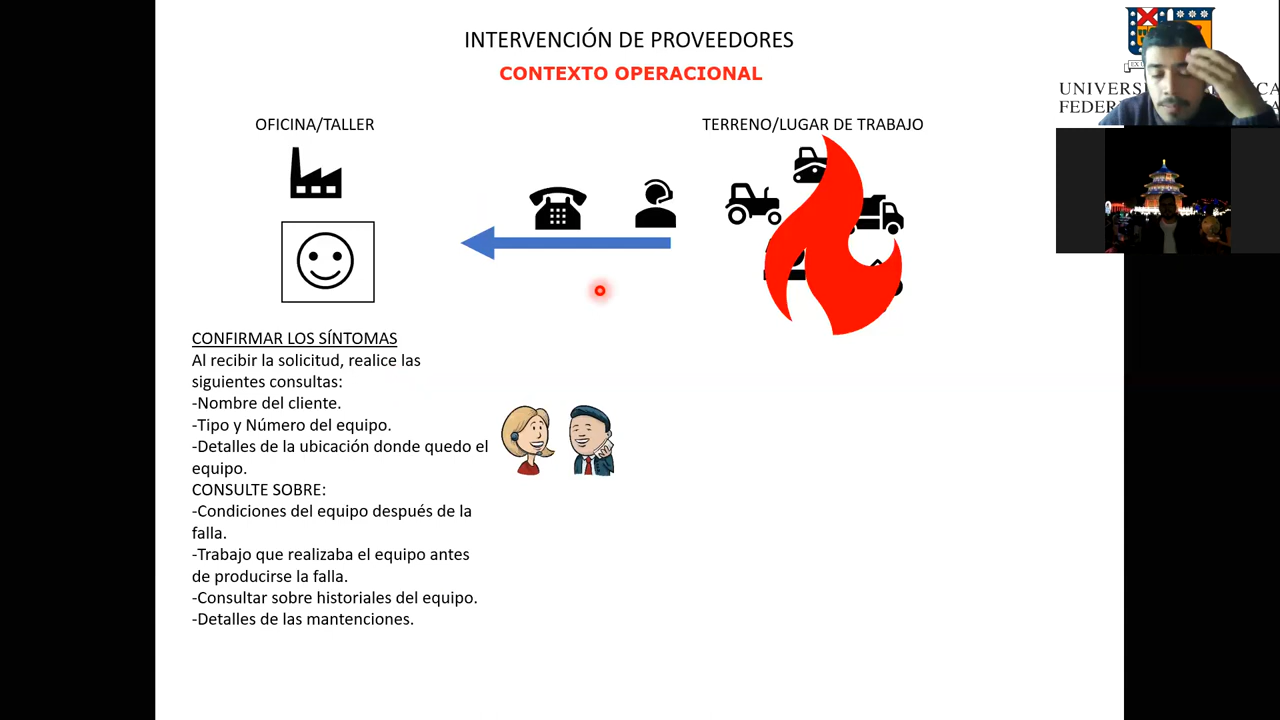 INTERVENCIÓN DE PROVEEDORES
CONTEXTO OPERACIONAL
OFICINA/TALLER
TERRENO/LUGAR DE TRABAJO
CONFIRMAR LOS SÍNTOMAS
Al recibir la solicitud, realice las
siguientes consultas:
-Nombre del cliente.
-Tipo y Número del equipo.
-Detalles de la ubicación donde quedo el
equipo.
CONSULTE SOBRE:
-Condiciones del equipo después de la
falla.
-Trabajo que realizaba el equipo antes
de producirse la falla.
-Consultar sobre historiales del equipo.
-Detalles de las mantenciones.